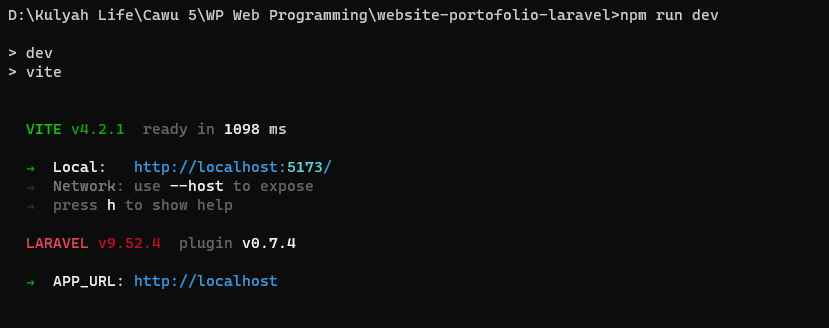 D:\Kulyah Life\Cawu 5\WP Web Programming\website-portofolio-laravel>npm run dev
> dev
> vite
VITE v4.2.1 ready in 1098 ms
→ Local: http://localhost:5173/
→ Network: use --host to expose
→ press h to show help
LARAVEL v9.52.4 plugin v0.7.4
→ APP_URL: http://localhost